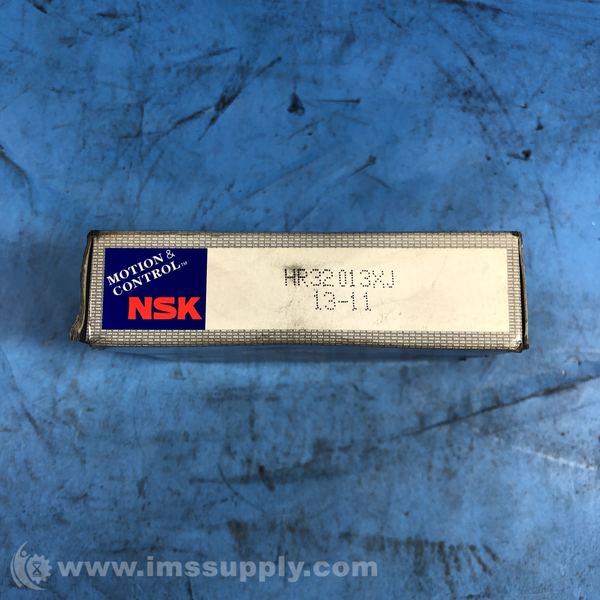 MOTION &
CONTROL™
NSK
HR32013XJ
13-11
www.imssupply.com